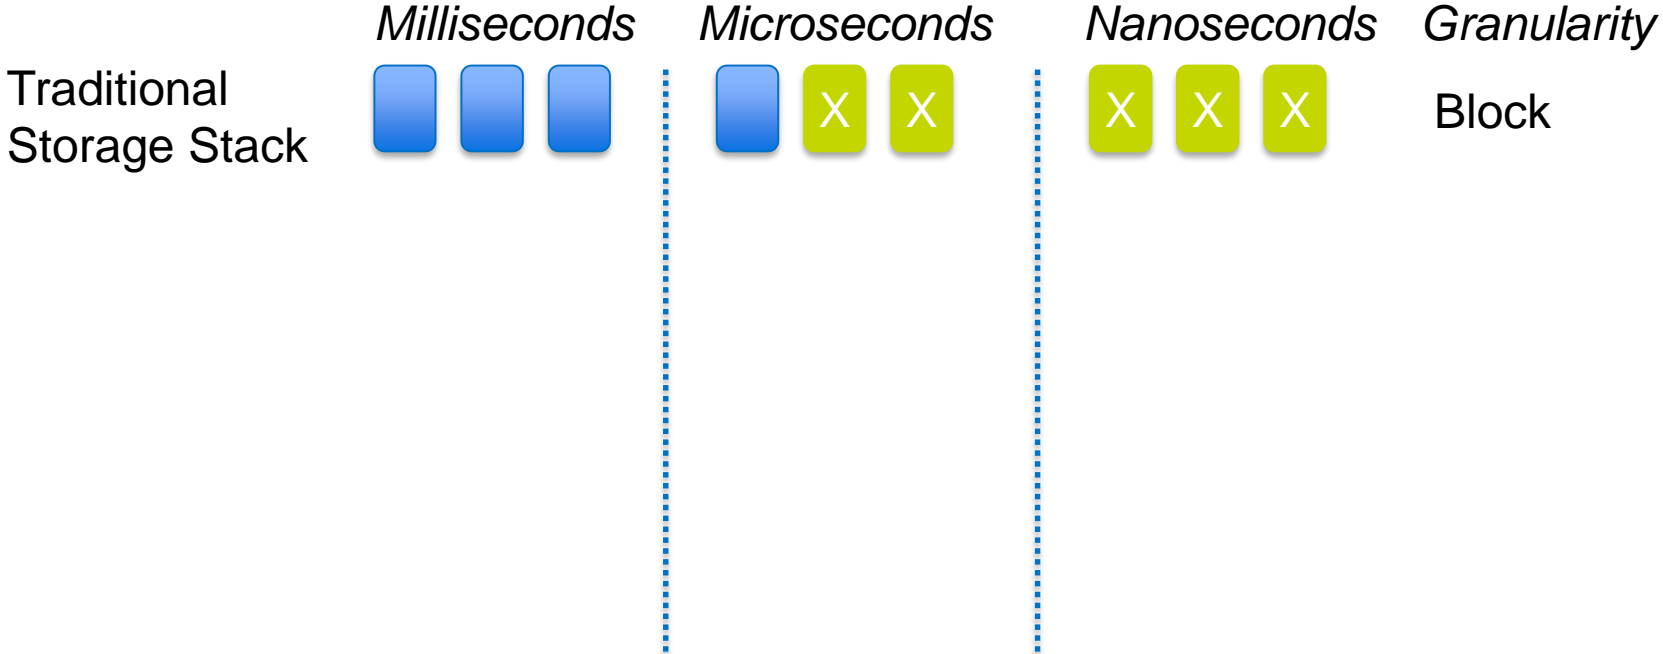 Milliseconds Microseconds Nanoseconds Granularity
Traditional
Storage Stack
X X X X X
Block